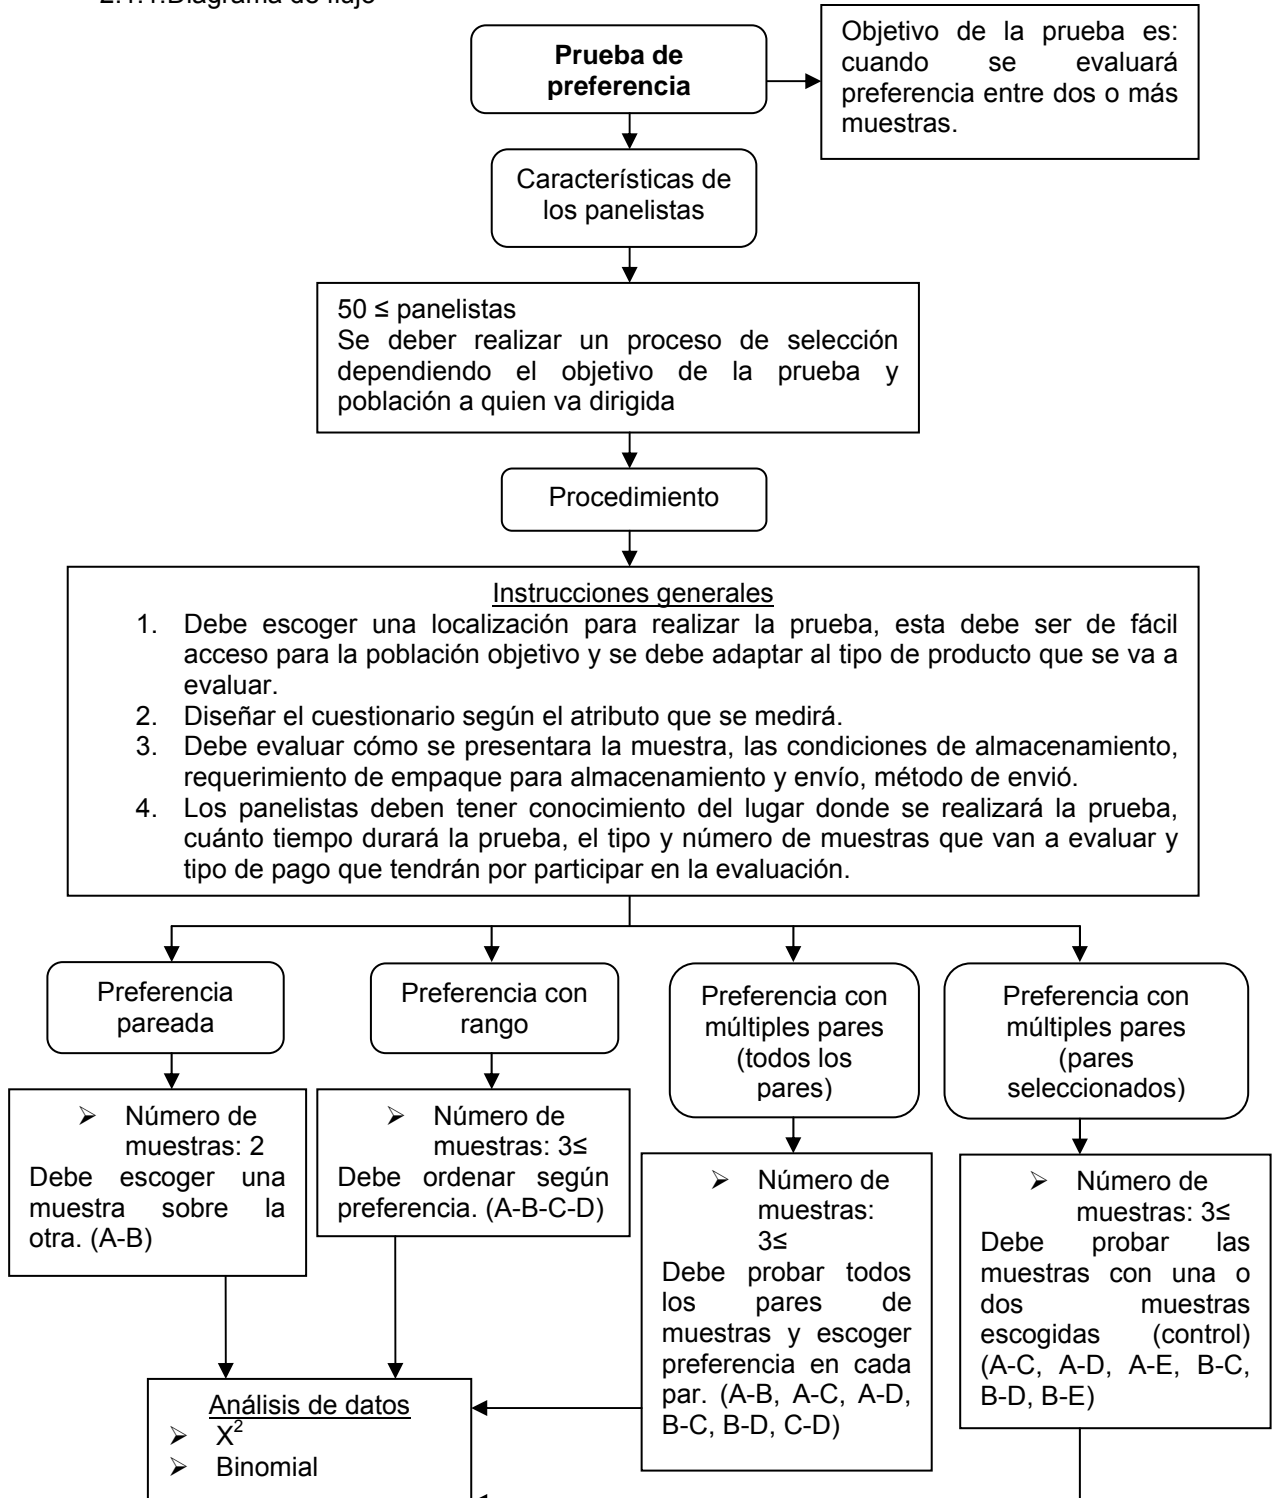 2.1.1.Diagrama de flujo
Prueba de
preferencia
Objetivo de la prueba es:
cuando se evaluará
preferencia entre dos o más
muestras.
Características de
los panelistas
50 ≤ panelistas
Se deber realizar un proceso de selección
dependiendo el objetivo de la prueba y
población a quien va dirigida
Procedimiento
Instrucciones generales
1. Debe escoger una localización para realizar la prueba, esta debe ser de fácil
acceso para la población objetivo y se debe adaptar al tipo de producto que se va a
evaluar.
2. Diseñar el cuestionario según el atributo que se medirá.
3. Debe evaluar cómo se presentara la muestra, las condiciones de almacenamiento,
requerimiento de empaque para almacenamiento y envío, método de envió.
4. Los panelistas deben tener conocimiento del lugar donde se realizará la prueba,
cuánto tiempo durará la prueba, el tipo y número de muestras que van a evaluar y
tipo de pago que tendrán por participar en la evaluación.
Preferencia
pareada
Preferencia con
rango
Preferencia con
múltiples pares
(todos los
pares)
Preferencia con
múltiples pares
(pares
seleccionados)
➢ Número de
muestras: 2
Debe escoger una
muestra sobre la
otra. (A-B)
➢ Número de
muestras: 3≤
Debe ordenar según
preferencia. (A-B-C-D)
➢ Número de
muestras:
3≤
Debe probar todos
los pares de
muestras y escoger
preferencia en cada
par. (A-B, A-C, A-D,
B-C, B-D, C-D)
➢ Número de
muestras: 3≤
Debe probar las
muestras con una o
dos muestras
escogidas (control)
(A-C, A-D, A-E, B-C,
B-D, B-E)
Análisis de datos
➢ X²
➢ Binomial